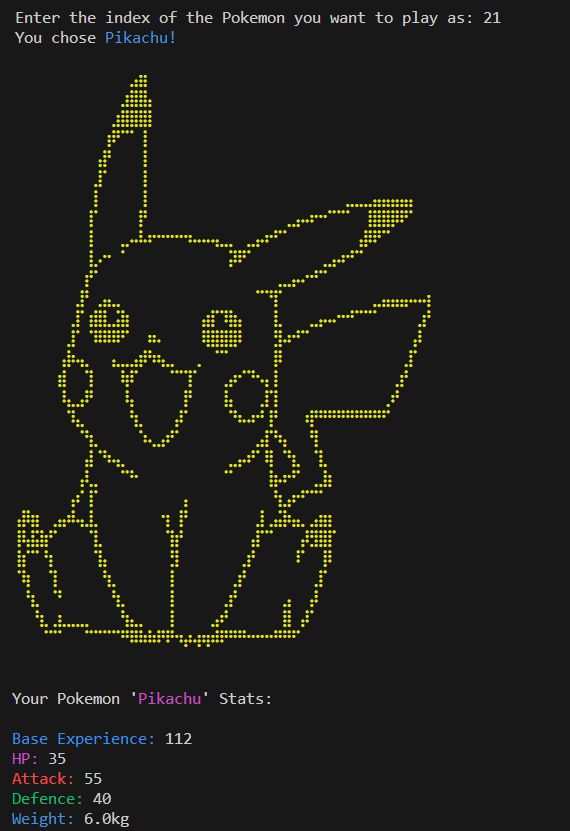 Enter the index of the Pokemon you want to play as: 21
You chose Pikachu!
Your Pokemon 'Pikachu' Stats:
Base Experience: 112
HP: 35
Attack: 55
Defence: 40
Weight: 6.0kg